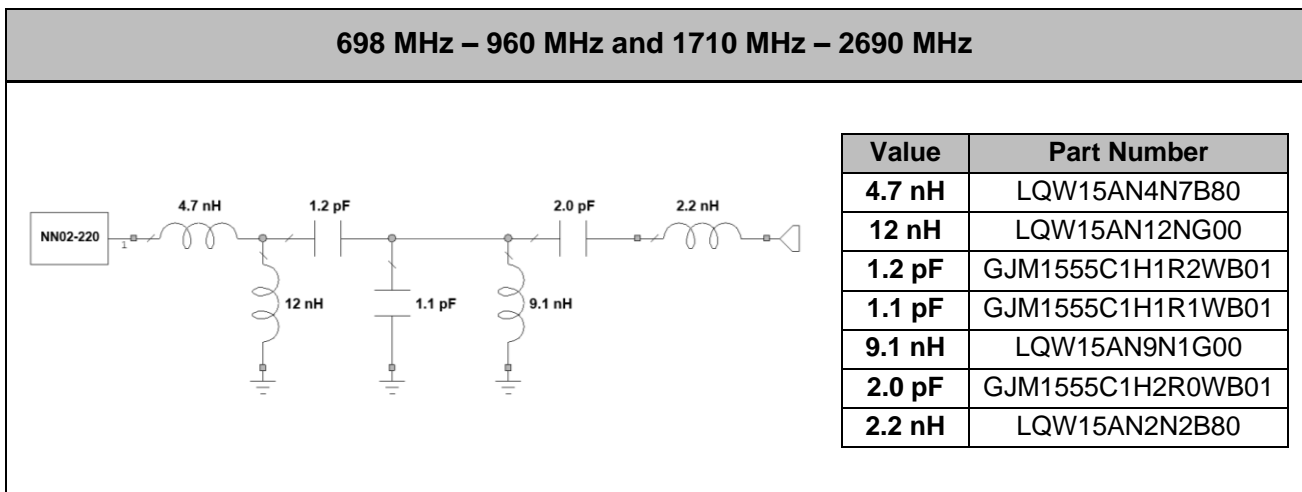 698 MHz – 960 MHz and 1710 MHz – 2690 MHz
4.7 nH 1.2 pF 2.0 pF 2.2 nH
NN02-220
1
12 nH 1.1 pF 9.1 nH
Value Part Number
4.7 nH LQW15AN4N7B80
12 nH LQW15AN12NG00
1.2 pF GJM1555C1H1R2WB01
1.1 pF GJM1555C1H1R1WB01
9.1 nH LQW15AN9N1G00
2.0 pF GJM1555C1H2R0WB01
2.2 nH LQW15AN2N2B80